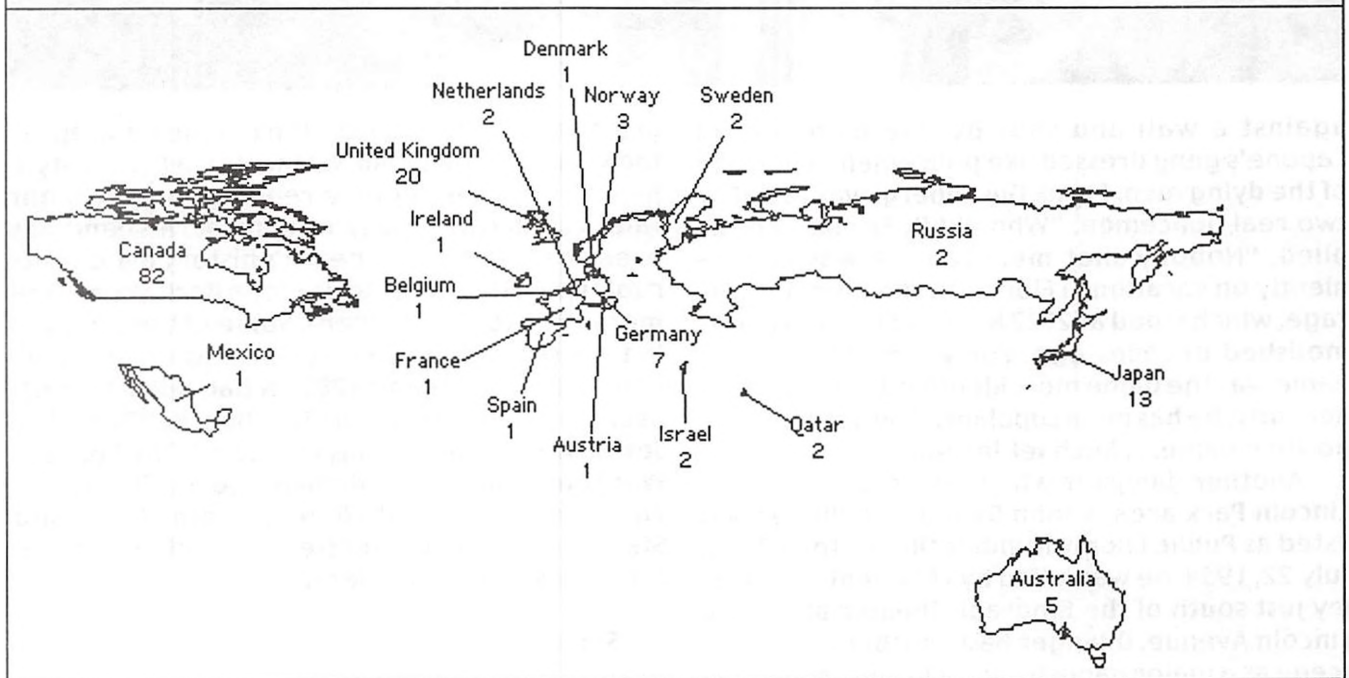 Denmark
1
Netherlands
2
Norway
3
Sweden
2
United Kingdom
20
Ireland
1
Canada
82
Russia
2
Belgium
1
Mexico
1
France
1
Germany
7
Japan
13
Spain
1
Austria
1
Israel
2
Qatar
2
Australia
5